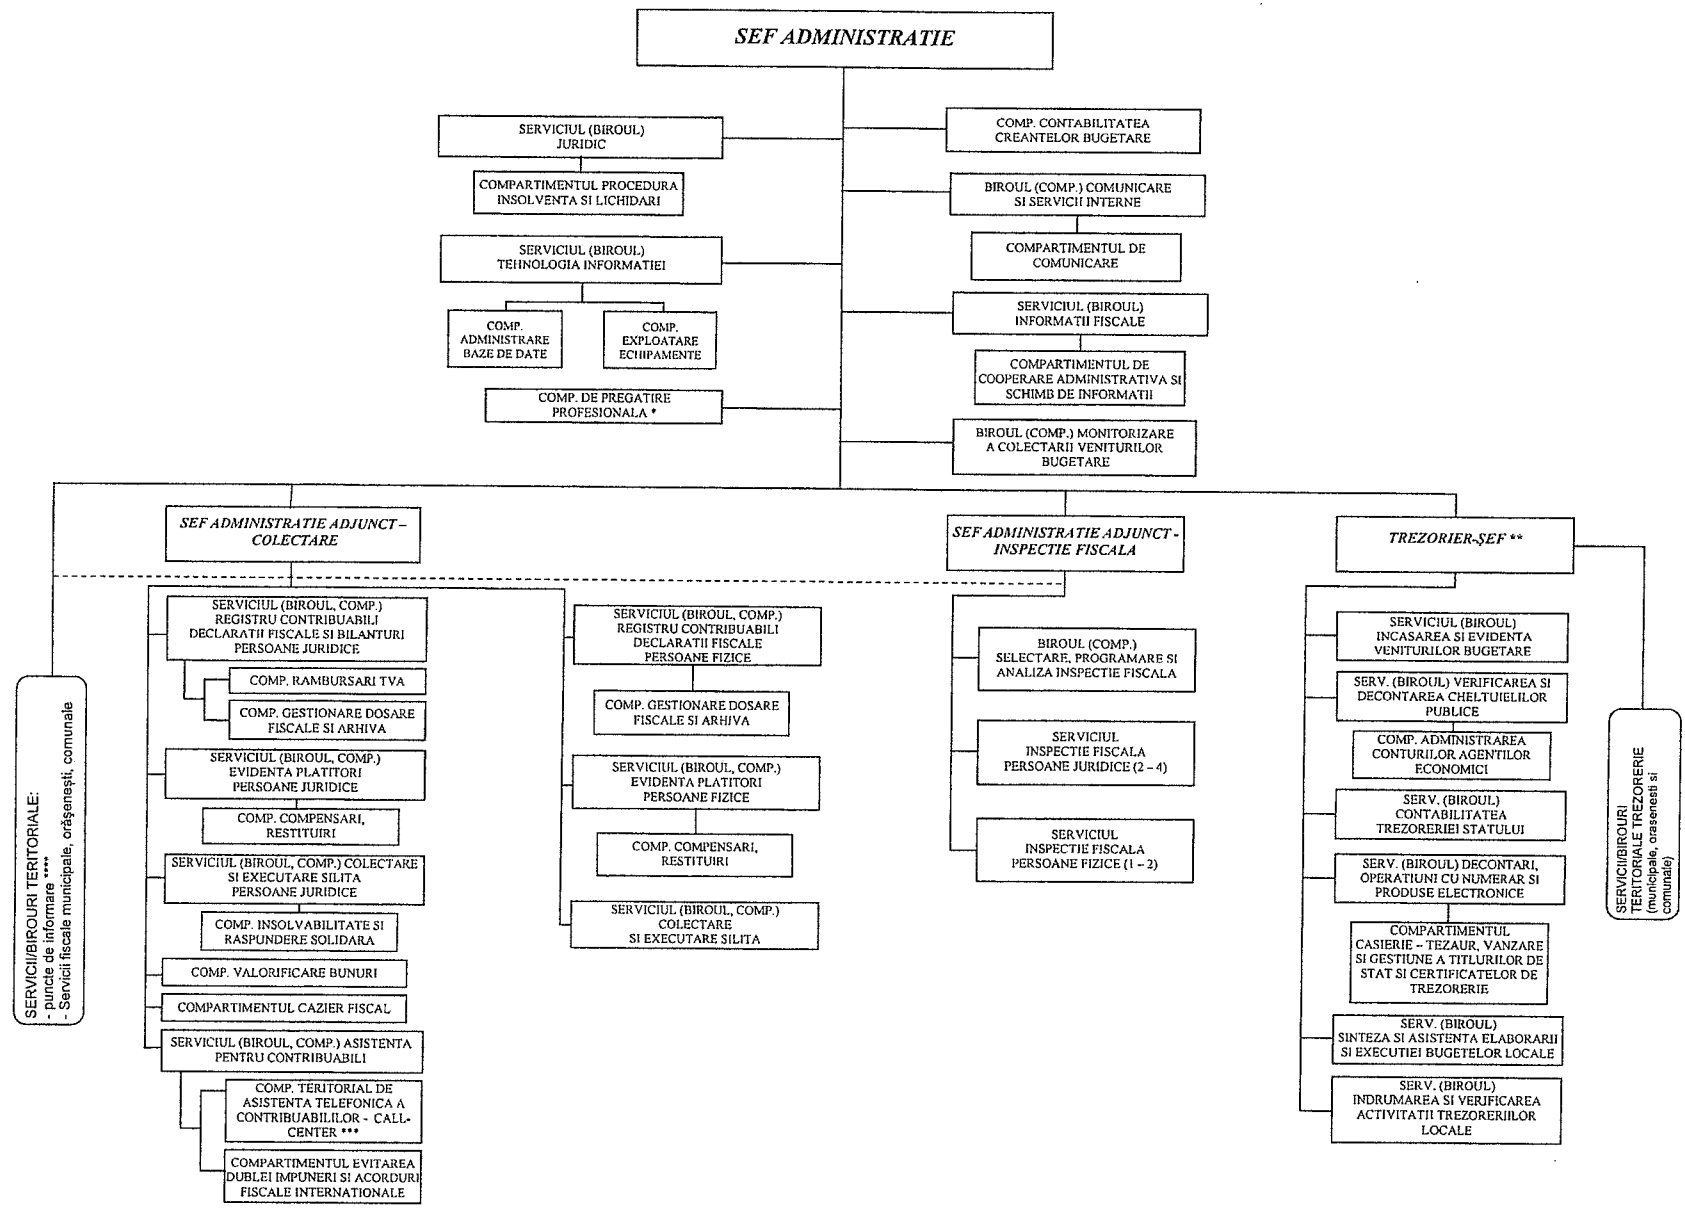 SEF ADMINISTRATIE
SERVICIUL (BIROUL)
JURIDIC
COMPARTIMENTUL PROCEDURA
INSOLVENTA SI LICHIDARI
SERVICIUL (BIROUL)
TEHNOLOGIA INFORMATIEI
COMP.
ADMINISTRARE
BAZE DE DATE
COMP.
EXPLOATARE
ECHIPAMENTE
COMP. DE PREGATIRE
PROFESIONALA *
COMP. CONTABILITATEA
CREANTELOR BUGETARE
BIROUL (COMP.) COMUNICARE
SI SERVICII INTERNE
COMPARTIMENTUL DE
COMUNICARE
SERVICIUL (BIROUL)
INFORMATII FISCALE
COMPARTIMENTUL DE
COOPERARE ADMINISTRATIVA SI
SCHIMB DE INFORMATII
BIROUL (COMP.) MONITORIZARE
A COLECTARII VENITURILOR
BUGETARE
SERVICII/BIROURI TERITORIALE:
- puncte de informare ****
- Servicii fiscale municipale, orăşeneşti, comunale
SEF ADMINISTRATIE ADJUNCT –
COLECTARE
SERVICIUL (BIROUL, COMP.)
REGISTRU CONTRIBUABILI
DECLARATII FISCALE SI BILANTURI
PERSOANE JURIDICE
COMP. RAMBURSARI TVA
COMP. GESTIONARE DOSARE
FISCALE SI ARHIVA
SERVICIUL (BIROUL, COMP.)
EVIDENTA PLATITORI
PERSOANE JURIDICE
COMP. COMPENSARI,
RESTITUIRI
SERVICIUL (BIROUL, COMP.) COLECTARE
SI EXECUTARE SILITA
PERSOANE JURIDICE
COMP. INSOLVABILITATE SI
RASPUNDERE SOLIDARA
COMP. VALORIFICARE BUNURI
COMPARTIMENTUL CAZIER FISCAL
SERVICIUL (BIROUL, COMP.) ASISTENTA
PENTRU CONTRIBUABILI
COMP. TERITORIAL DE
ASISTENTA TELEFONICA A
CONTRIBUABILILOR - CALL-
CENTER ***
COMPARTIMENTUL EVITAREA
DUBLEI IMPUNERI SI ACORDURI
FISCALE INTERNATIONALE
SERVICIUL (BIROUL, COMP.)
REGISTRU CONTRIBUABILI
DECLARATII FISCALE
PERSOANE FIZICE
COMP. GESTIONARE DOSARE
FISCALE SI ARHIVA
SERVICIUL (BIROUL, COMP.)
EVIDENTA PLATITORI
PERSOANE FIZICE
COMP. COMPENSARI,
RESTITUIRI
SERVICIUL (BIROUL, COMP.)
COLECTARE
SI EXECUTARE SILITA
SEF ADMINISTRATIE ADJUNCT -
INSPECTIE FISCALA
BIROUL (COMP.)
SELECTARE, PROGRAMARE SI
ANALIZA INSPECTIE FISCALA
SERVICIUL
INSPECTIE FISCALA
PERSOANE JURIDICE (2 – 4)
SERVICIUL
INSPECTIE FISCALA
PERSOANE FIZICE (1 – 2)
TREZORIER-ŞEF **
SERVICIUL (BIROUL)
INCASAREA SI EVIDENTA
VENITURILOR BUGETARE
SERV. (BIROUL) VERIFICAREA SI
DECONTAREA CHELTUIELILOR
PUBLICE
COMP. ADMINISTRAREA
CONTURILOR AGENTILOR
ECONOMICI
SERV. (BIROUL)
CONTABILITATEA
TREZORERIEI STATULUI
SERV. (BIROUL) DECONTARI,
OPERATIUNI CU NUMERAR SI
PRODUSE ELECTRONICE
COMPARTIMENTUL
CASIERIE – TEZAUR, VANZARE
SI GESTIUNE A TITLURILOR DE
STAT SI CERTIFICATELOR DE
TREZORERIE
SERV. (BIROUL)
SINTEZA SI ASISTENTA ELABORARII
SI EXECUTIEI BUGETELOR LOCALE
SERV. (BIROUL)
INDRUMAREA SI VERIFICAREA
ACTIVITATII TREZORERIILOR
LOCALE
SERVICII/BIROURI
TERITORIALE TREZORERIE
(municipale, orasenesti si
comunale)